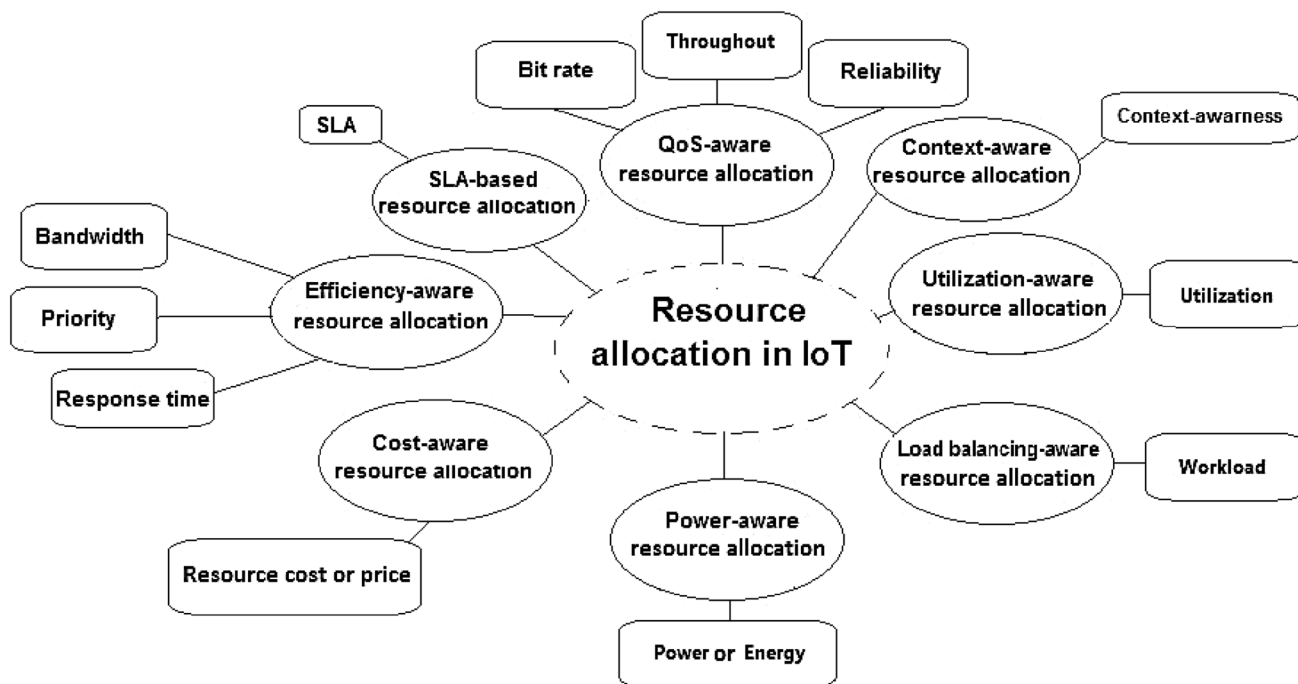 Throughout
Bit rate
Reliability
SLA
Context-awarness
QoS-aware
resource allocation
Context-aware
resource allocation
SLA-based
resource allocation
Bandwidth
Efficiency-aware
resource allocation
Utilization-aware
resource allocation
Utilization
Priority
Resource
allocation in IoT
Response time
Cost-aware
resource allocation
Load balancing-aware
resource allocation
Workload
Power-aware
resource allocation
Resource cost or price
Power or Energy